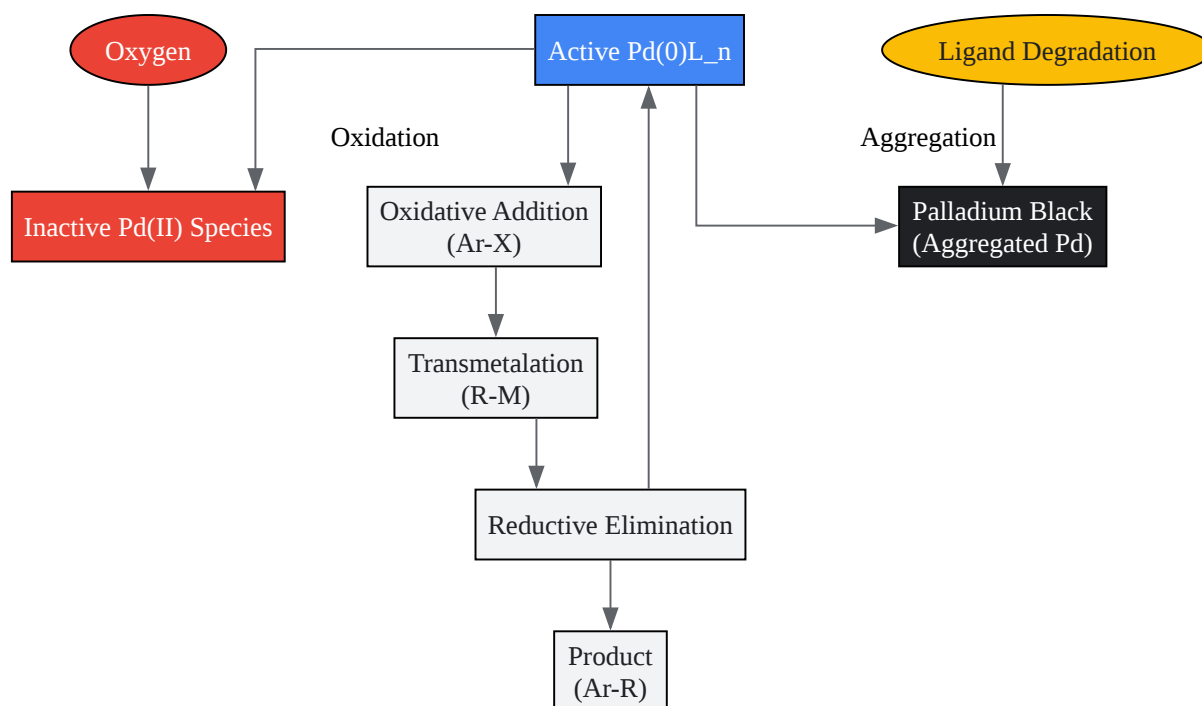 Oxygen
Active Pd(0)L_n
Ligand Degradation
Oxidation
Aggregation
Inactive Pd(II) Species
Oxidative Addition
(Ar-X)
Palladium Black
(Aggregated Pd)
Transmetalation
(R-M)
Reductive Elimination
Product
(Ar-R)